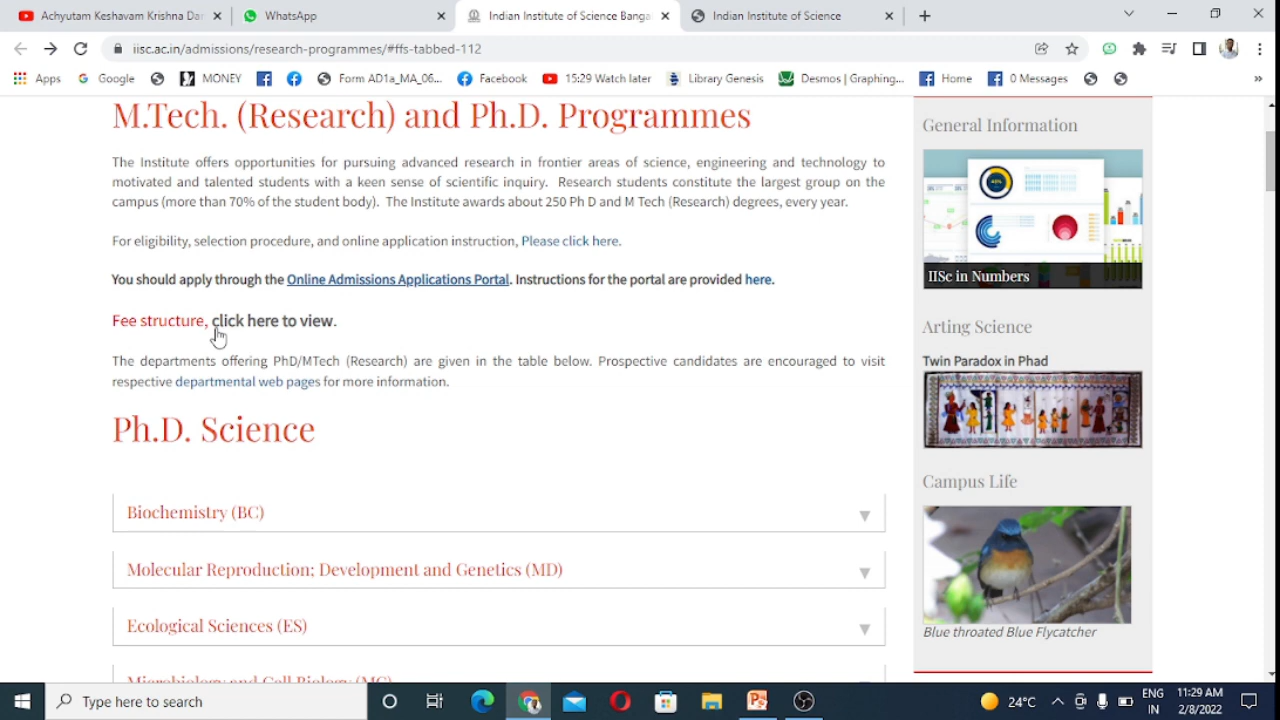 Achyutam Keshavam Krishna Dar
WhatsApp
Indian Institute of Science Banga
Indian Institute of Science
iisc.ac.in/admissions/research-programmes/#ffs-tabbed-112
Apps
Google
MONEY
Form AD1a_MA_06...
Facebook
15:29 Watch later
Library Genesis
Desmos | Graphing...
Home
0 Messages
»
M.Tech. (Research) and Ph.D. Programmes
The Institute offers opportunities for pursuing advanced research in frontier areas of science, engineering and technology to
motivated and talented students with a keen sense of scientific inquiry. Research students constitute the largest group on the
campus (more than 70% of the student body). The Institute awards about 250 Ph D and M Tech (Research) degrees, every year.
For eligibility, selection procedure, and online application instruction, Please click here.
You should apply through the Online Admissions Applications Portal. Instructions for the portal are provided here.
Fee structure, click here to view.
The departments offering PhD/MTech (Research) are given in the table below. Prospective candidates are encouraged to visit
respective departmental web pages for more information.
Ph.D. Science
Biochemistry (BC)
Molecular Reproduction; Development and Genetics (MD)
Ecological Sciences (ES)
Microbiology and Cell Biology (MC)
General Information
IISc in Numbers
Arting Science
Twin Paradox in Phad
Campus Life
Blue throated Blue Flycatcher
Type here to search
24°C
ENG
IN
11:29 AM
2/8/2022